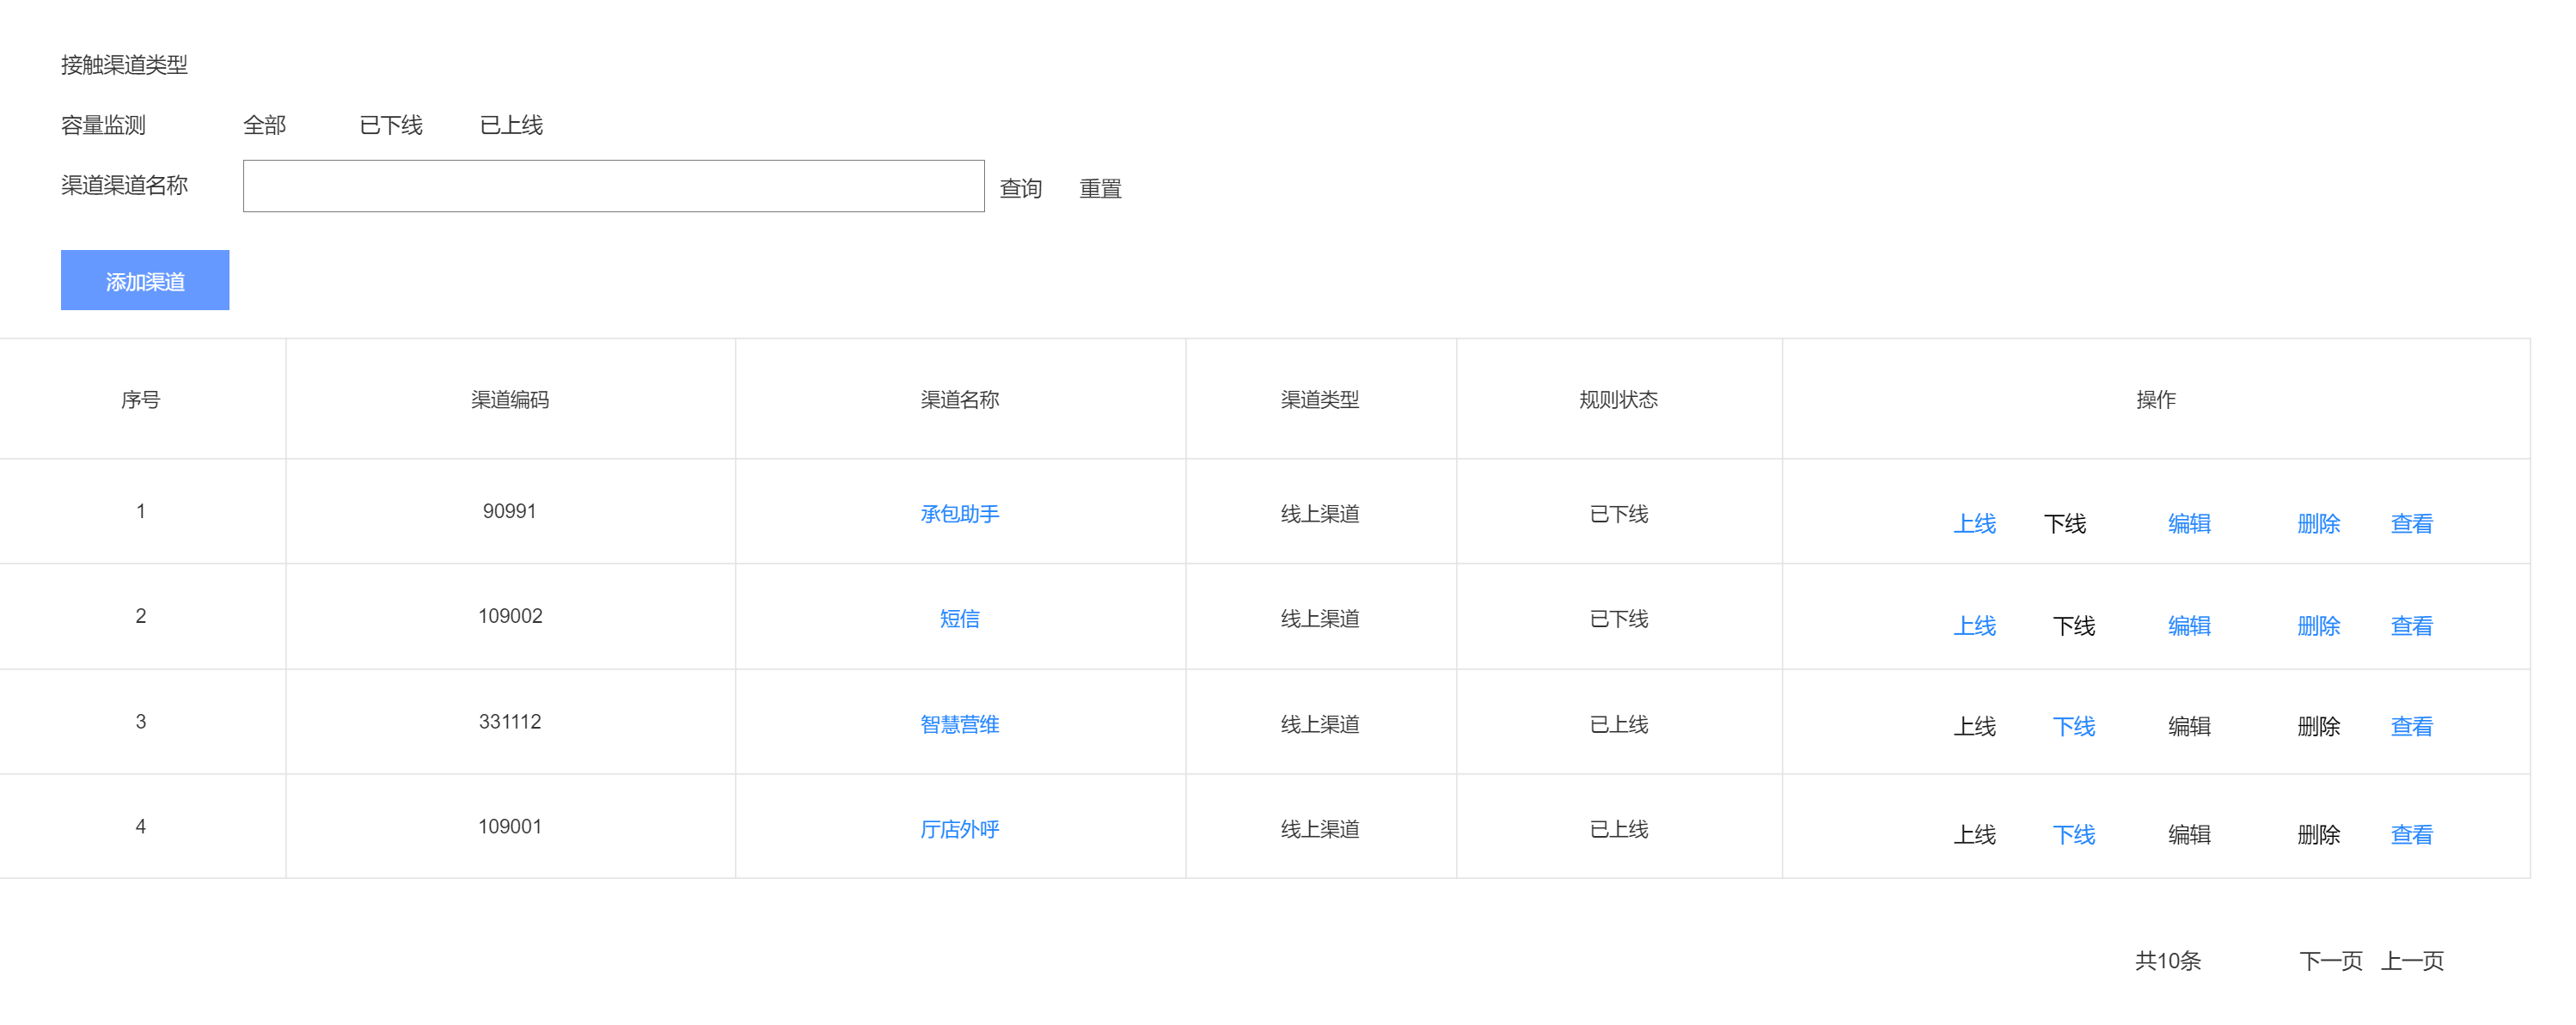 接触渠道类型
容量监测 全部 已下线 已上线
渠道渠道名称 查询 重置
添加渠道
序号 渠道编码 渠道名称 渠道类型 规则状态 操作
1 90991 承包助手 线上渠道 已下线 上线 下线 编辑 删除 查看
2 109002 短信 线上渠道 已下线 上线 下线 编辑 删除 查看
3 331112 智慧营维 线上渠道 已上线 上线 下线 编辑 删除 查看
4 109001 厅店外呼 线上渠道 已上线 上线 下线 编辑 删除 查看
共10条 下一页 上一页